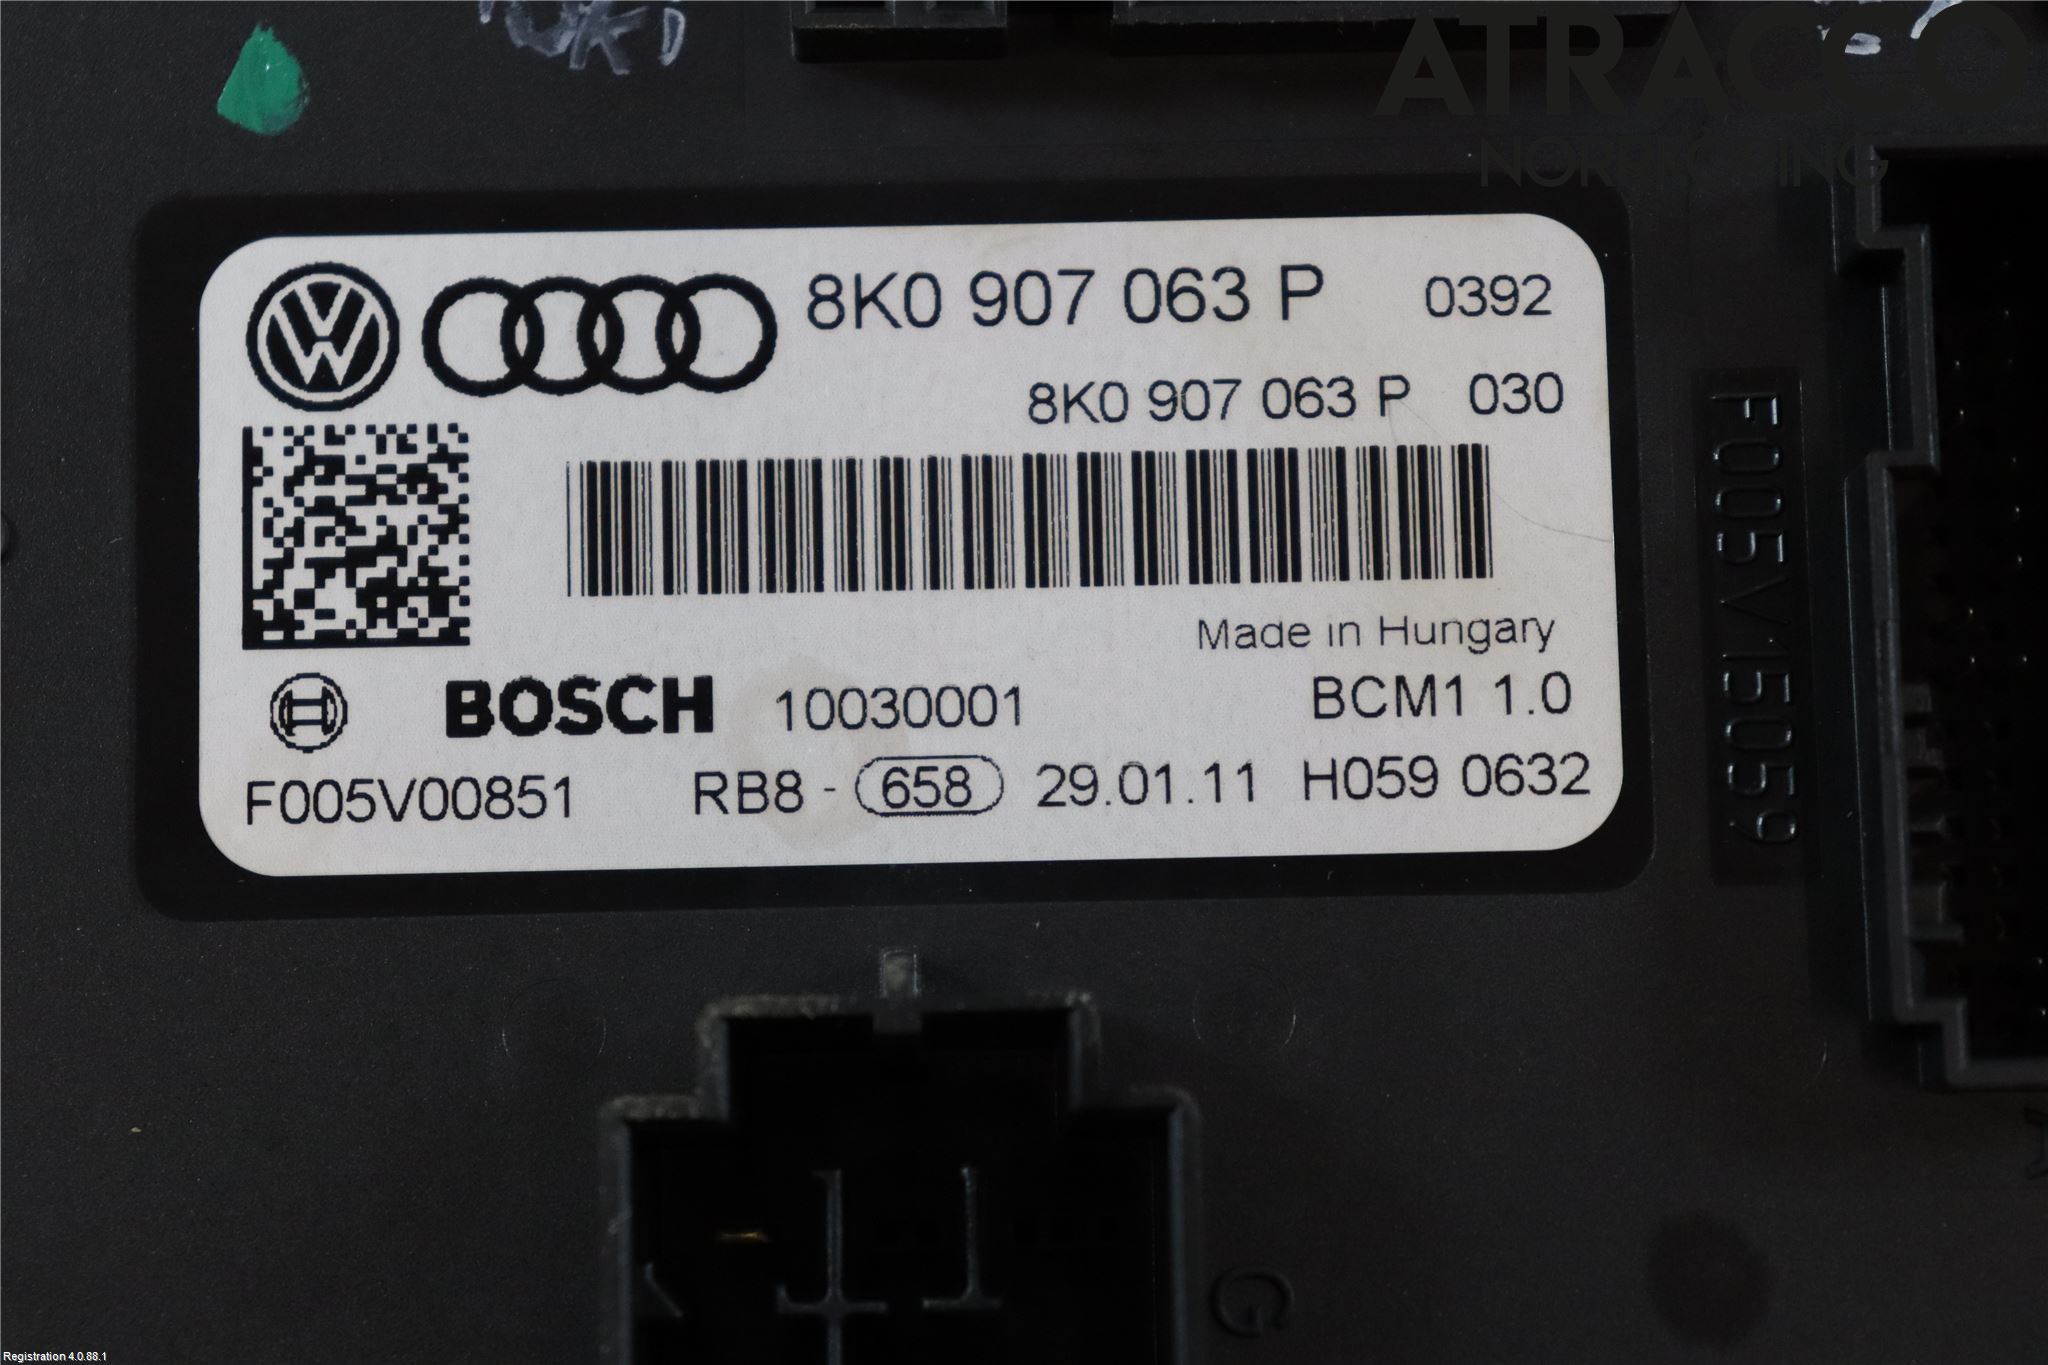 ATRACCO
NORRKÖPING
8K0 907 063 P 0392
8K0 907 063 P 030
Made in Hungary
BOSCH 10030001 BCM1 1.0
F005V00851 RB8 - 658 29.01.11 H059 0632
F005V15059
G
Registration 4.0.88.1